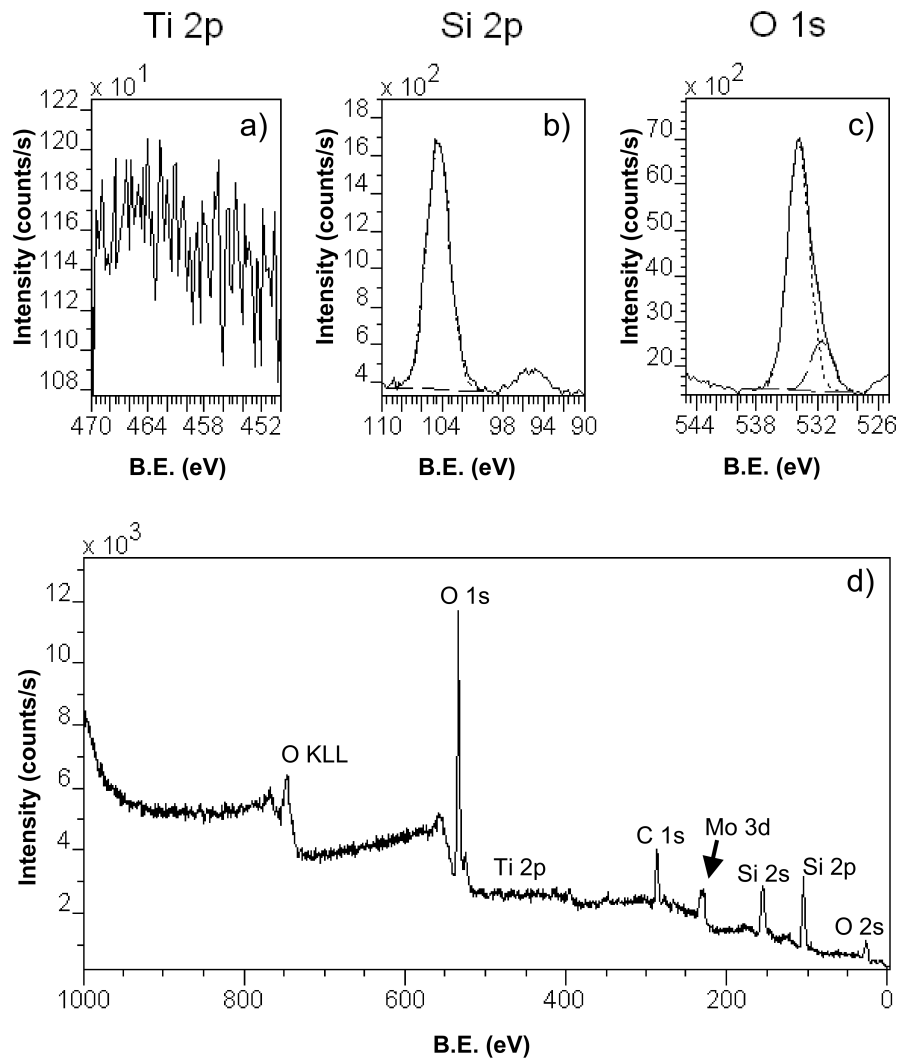 Ti 2p
Si 2p
O 1s
x 10¹
x 10²
x 10²
a)
b)
c)
Intensity (counts/s)
122
120
118
116
114
112
110
108
470 464 458 452
B.E. (eV)
Intensity (counts/s)
18
16
14
12
10
8
6
4
110 104 98 94 90
B.E. (eV)
Intensity (counts/s)
70
60
50
40
30
20
544 538 532 526
B.E. (eV)
x 10³
d)
Intensity (counts/s)
12
10
8
6
4
2
O KLL
O 1s
Ti 2p
C 1s
Mo 3d
Si 2s
Si 2p
O 2s
1000 800 600 400 200 0
B.E. (eV)